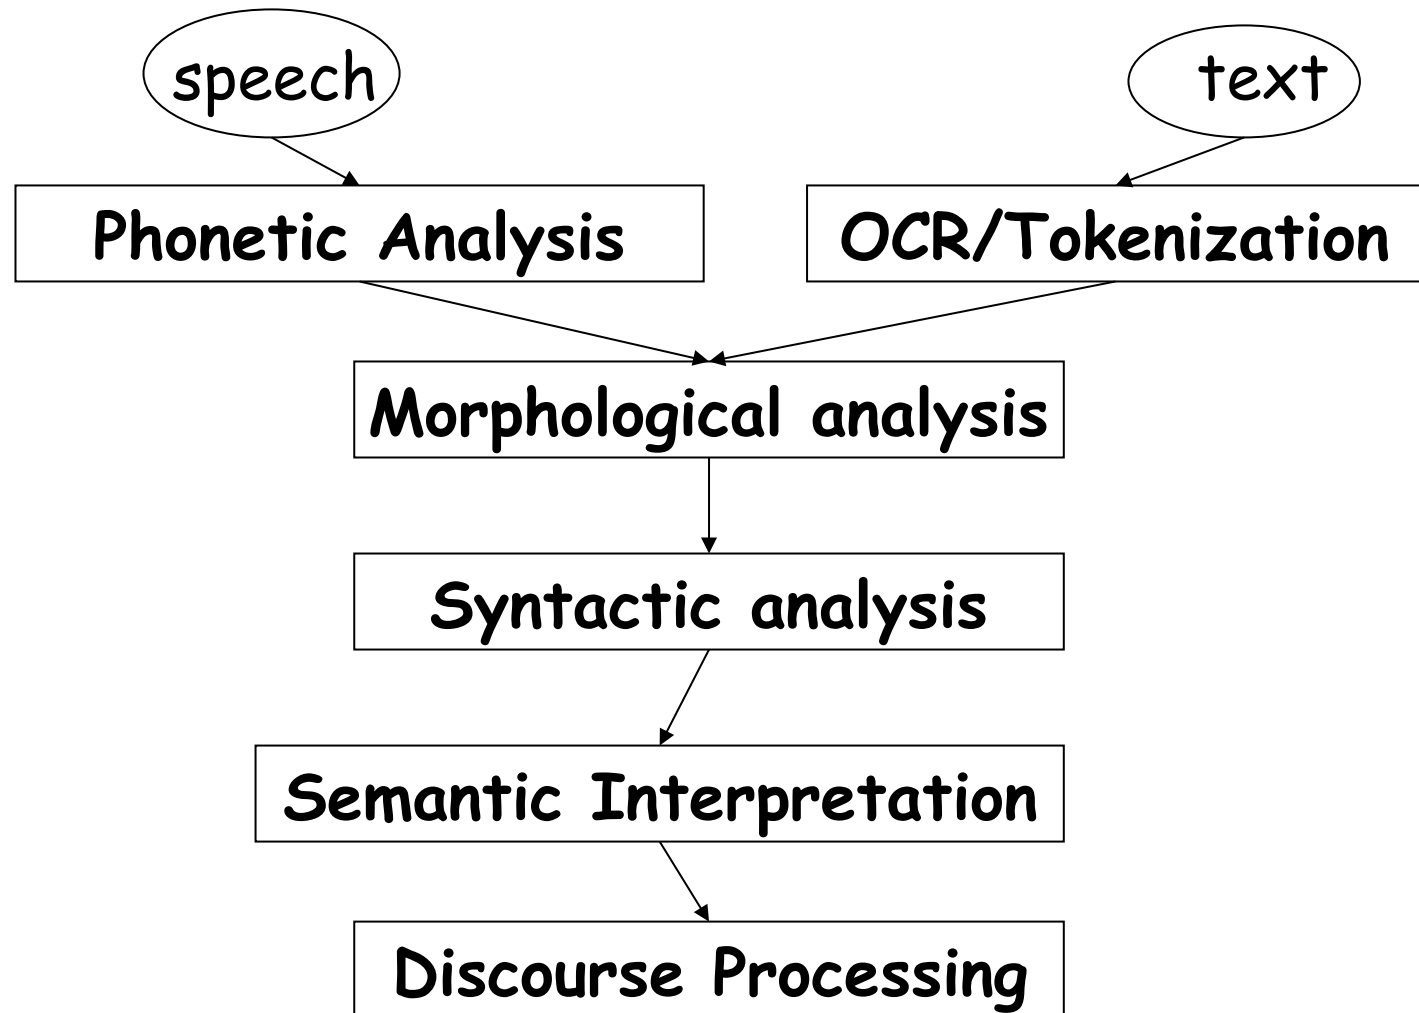 speech
text
Phonetic Analysis
OCR/Tokenization
Morphological analysis
Syntactic analysis
Semantic Interpretation
Discourse Processing